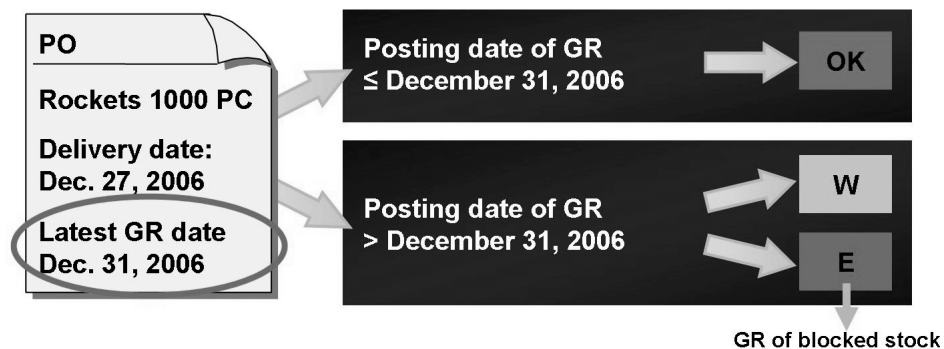 PO
Rockets 1000 PC
Delivery date:
Dec. 27, 2006
Latest GR date
Dec. 31, 2006
Posting date of GR
≤ December 31, 2006
OK
Posting date of GR
> December 31, 2006
W
E
GR of blocked stock